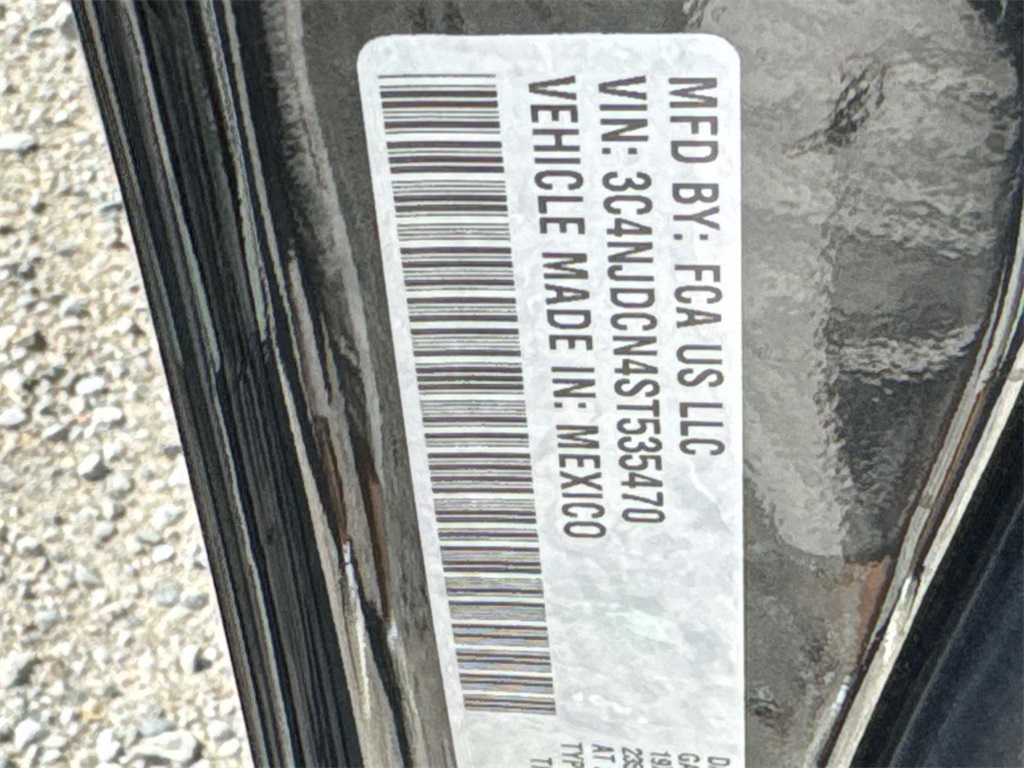 MFD BY: FCA US LLC
VIN: 3C4NJDCN4ST535470
VEHICLE MADE IN: MEXICO